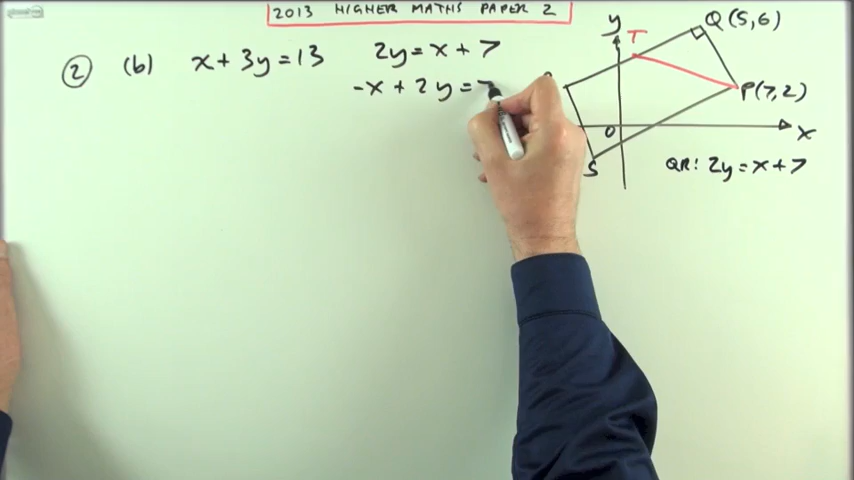 2013 HIGHER MATHS PAPER 2
2 (b) x + 3y = 13 2y = x + 7
-x + 2y = 7
y
T
Q (5,6)
P(7,2)
O
x
S
QR: 2y = x + 7